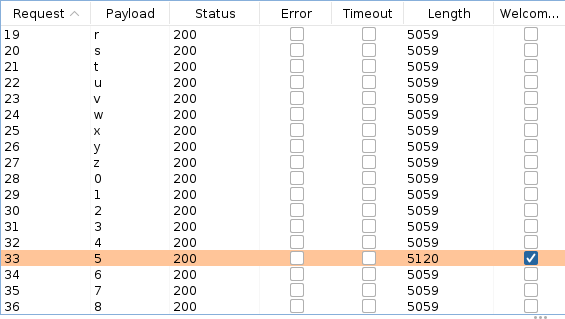 Request Payload Status Error Timeout Length Welcom...
19 r 200 5059
20 s 200 5059
21 t 200 5059
22 u 200 5059
23 v 200 5059
24 w 200 5059
25 x 200 5059
26 y 200 5059
27 z 200 5059
28 0 200 5059
29 1 200 5059
30 2 200 5059
31 3 200 5059
32 4 200 5059
33 5 200 5120
34 6 200 5059
35 7 200 5059
36 8 200 5059